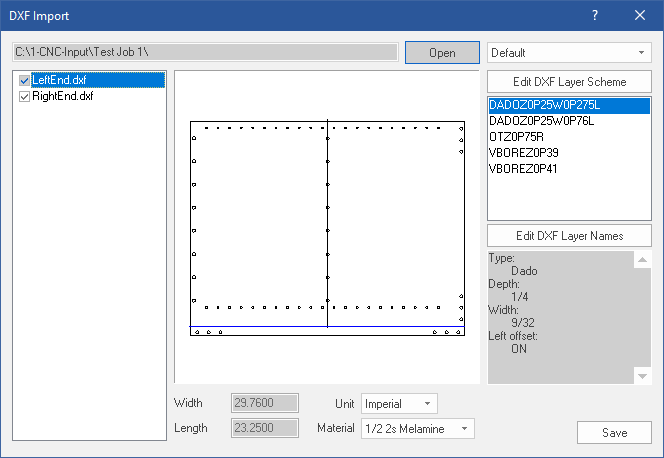 DXF Import
?
C:\1-CNC-Input\Test Job 1\
Open
Default
LeftEnd.dxf
RightEnd.dxf
Edit DXF Layer Scheme
DADOZ0P25W0P275L
DADOZ0P25W0P76L
OTZ0P75R
VBOREZ0P39
VBOREZ0P41
Edit DXF Layer Names
Type:
Dado
Depth:
1/4
Width:
9/32
Left offset:
ON
Width 29.7600 Unit Imperial
Length 23.2500 Material 1/2 2s Melamine
Save